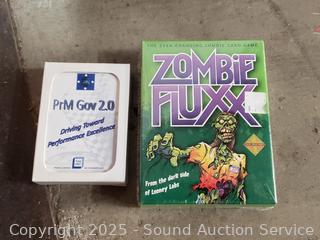 PrM Gov 2.0
Driving Toward
Performance Excellence
THE EVER-CHANGING ZOMBIE CARD GAME
ZOMBIE
FLUXX
From the dark side
of Looney Labs
Copyright © 2025 - Sound Auction Service